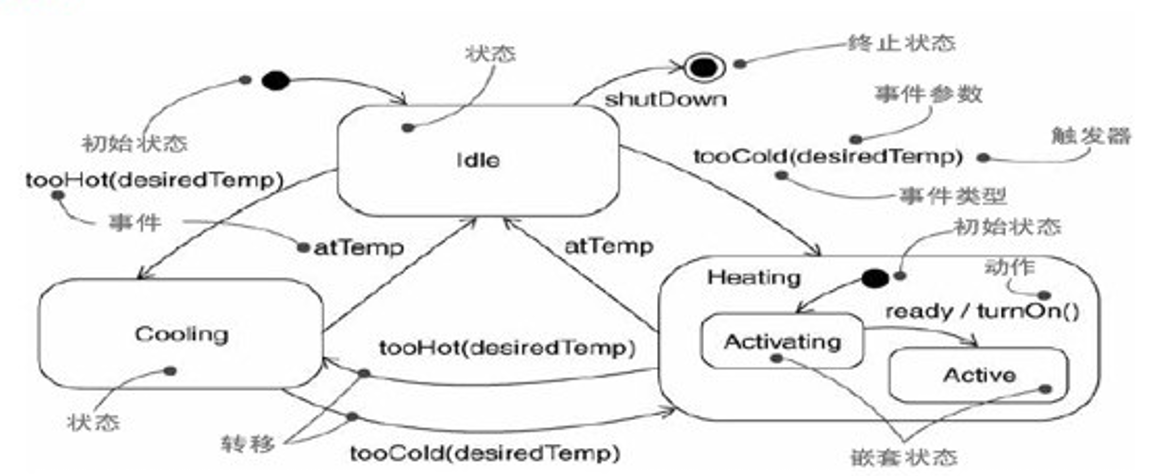 终止状态
状态
shutDown
事件参数
触发器
初始状态
Idle
tooCold(desiredTemp)
tooHot(desiredTemp)
事件类型
事件
初始状态
atTemp
atTemp
动作
Heating
ready / turnOn()
Cooling
Activating
tooHot(desiredTemp)
Active
状态
转移
tooCold(desiredTemp)
嵌套状态